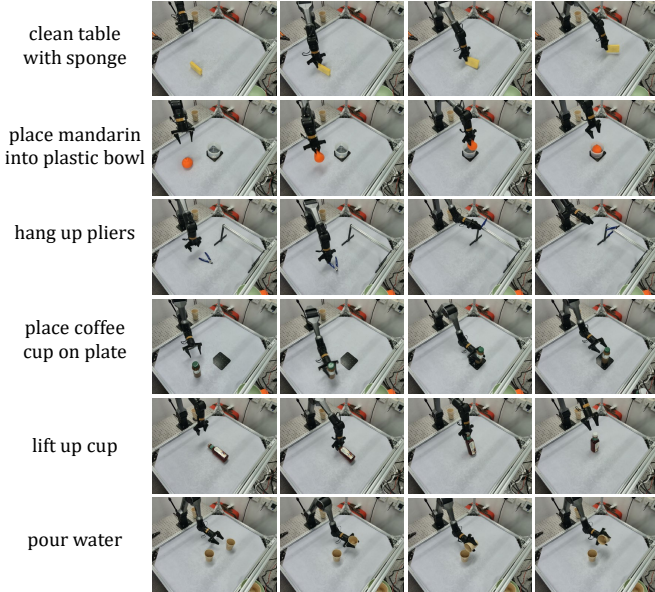 clean table
with sponge
place mandarin
into plastic bowl
hang up pliers
place coffee
cup on plate
lift up cup
pour water